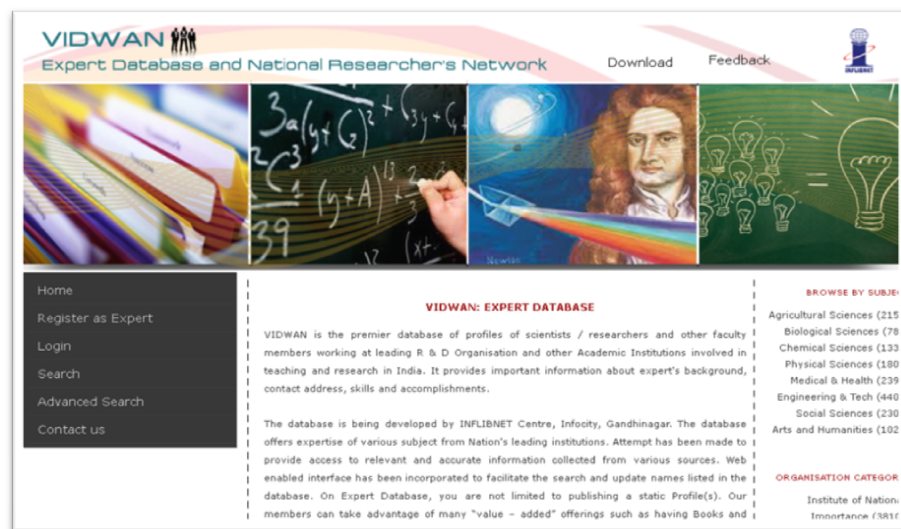 VIDWAN
Expert Database and National Researcher's Network
Download
Feedback
INFLIBNET
3a(y+C)² + C3y + C4
39
(y+A)
Newton
Home
Register as Expert
Login
Search
Advanced Search
Contact us
VIDWAN: EXPERT DATABASE
VIDWAN is the premier database of profiles of scientists / researchers and other faculty
members working at leading R & D Organisation and other Academic Institutions involved in
teaching and research in India. It provides important information about expert's background,
contact address, skills and accomplishments.
The database is being developed by INFLIBNET Centre, Infocity, Gandhinagar. The database
offers expertise of various subject from Nation's leading institutions. Attempt has been made to
provide access to relevant and accurate information collected from various sources. Web
enabled interface has been incorporated to facilitate the search and update names listed in the
database. On Expert Database, you are not limited to publishing a static Profile(s). Our
members can take advantage of many "value – added" offerings such as having Books and
BROWSE BY SUBJE
Agricultural Sciences (215
Biological Sciences (78
Chemical Sciences (133
Physical Sciences (180
Medical & Health (239
Engineering & Tech (440
Social Sciences (230
Arts and Humanities (102
ORGANISATION CATEGOR
Institute of Nationa
Importance (3810